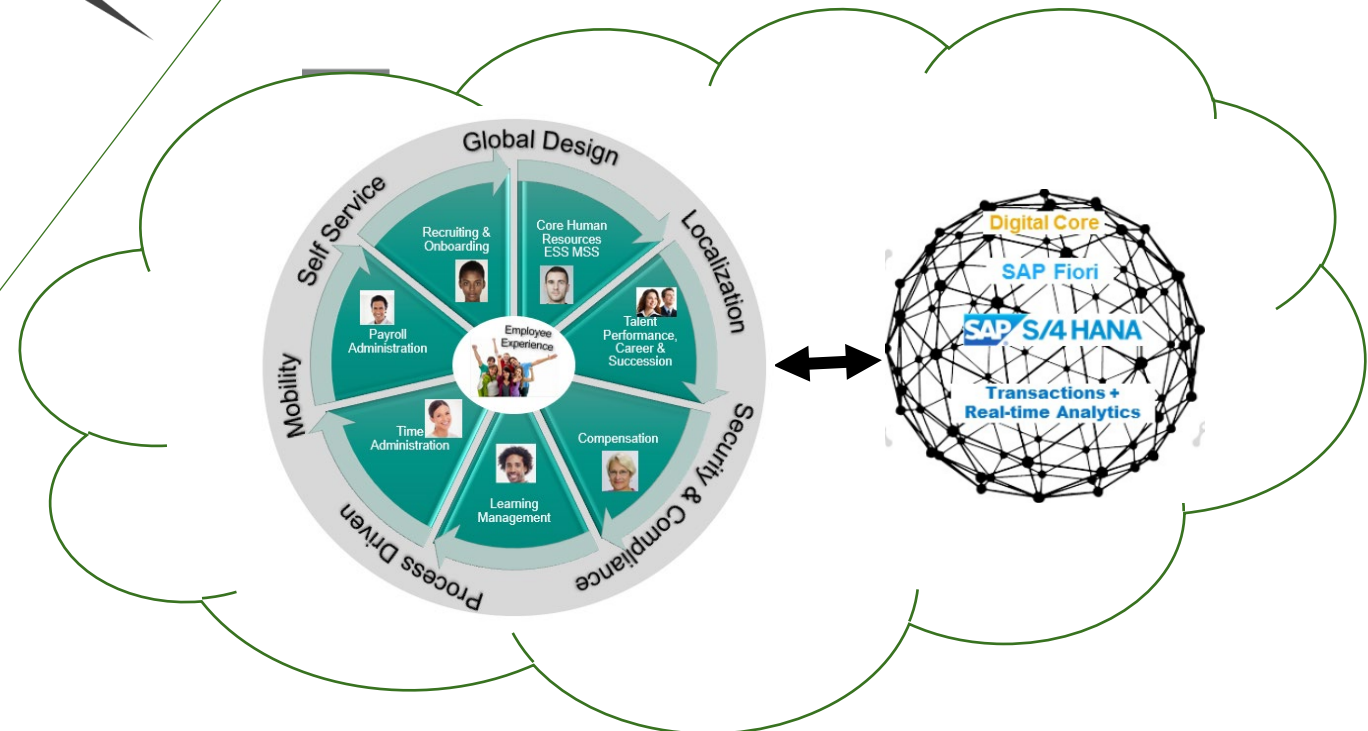 Global Design
Localization
Security & Compliance
Process Driven
Mobility
Self Service
Recruiting &
Onboarding
Core Human
Resources
ESS MSS
Talent
Performance,
Career &
Succession
Compensation
Learning
Management
Time
Administration
Payroll
Administration
Employee
Experience
Digital Core
SAP Fiori
SAP S/4 HANA
Transactions +
Real-time Analytics